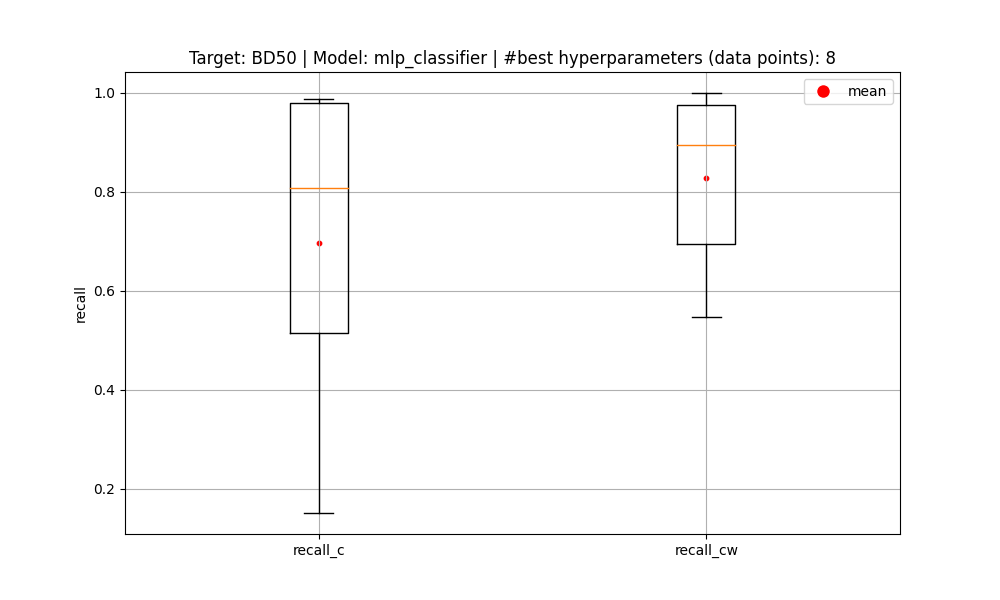 Target: BD50 | Model: mlp_classifier | #best hyperparameters (data points): 8
mean
1.0
0.8
0.6
0.4
0.2
recall
recall_c
recall_cw